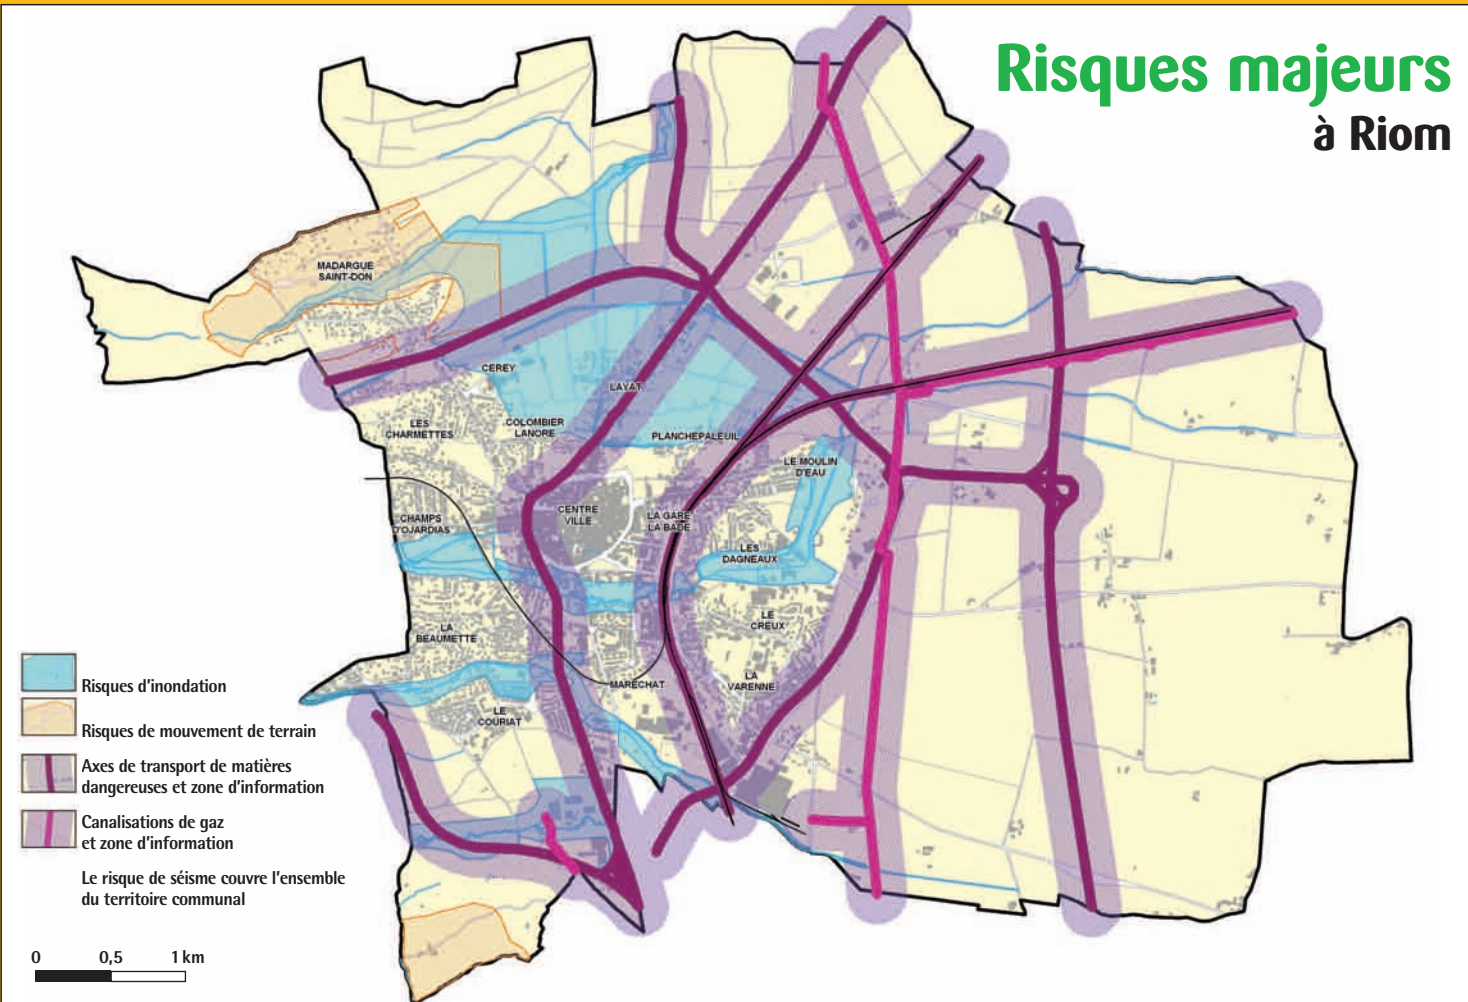 Risques majeurs
à Riom
MADARGUE
SAINT-DON
CEREY
LAYAT
LES
CHARMETTES
COLOMBIER
LANORE
PLANCHEPALEUIL
LE MOULIN
D'EAU
CENTRE
VILLE
LA GARE
LA BADE
CHAMPS
D'OJARDIAS
LES
DAGNEAUX
LE
CREUX
LA
BEAUMETTE
LA
VARENNE
MARECHAT
LE
COURIAT
Risques d'inondation
Risques de mouvement de terrain
Axes de transport de matières
dangereuses et zone d'information
Canalisations de gaz
et zone d'information
Le risque de séisme couvre l'ensemble
du territoire communal
0 0,5 1 km